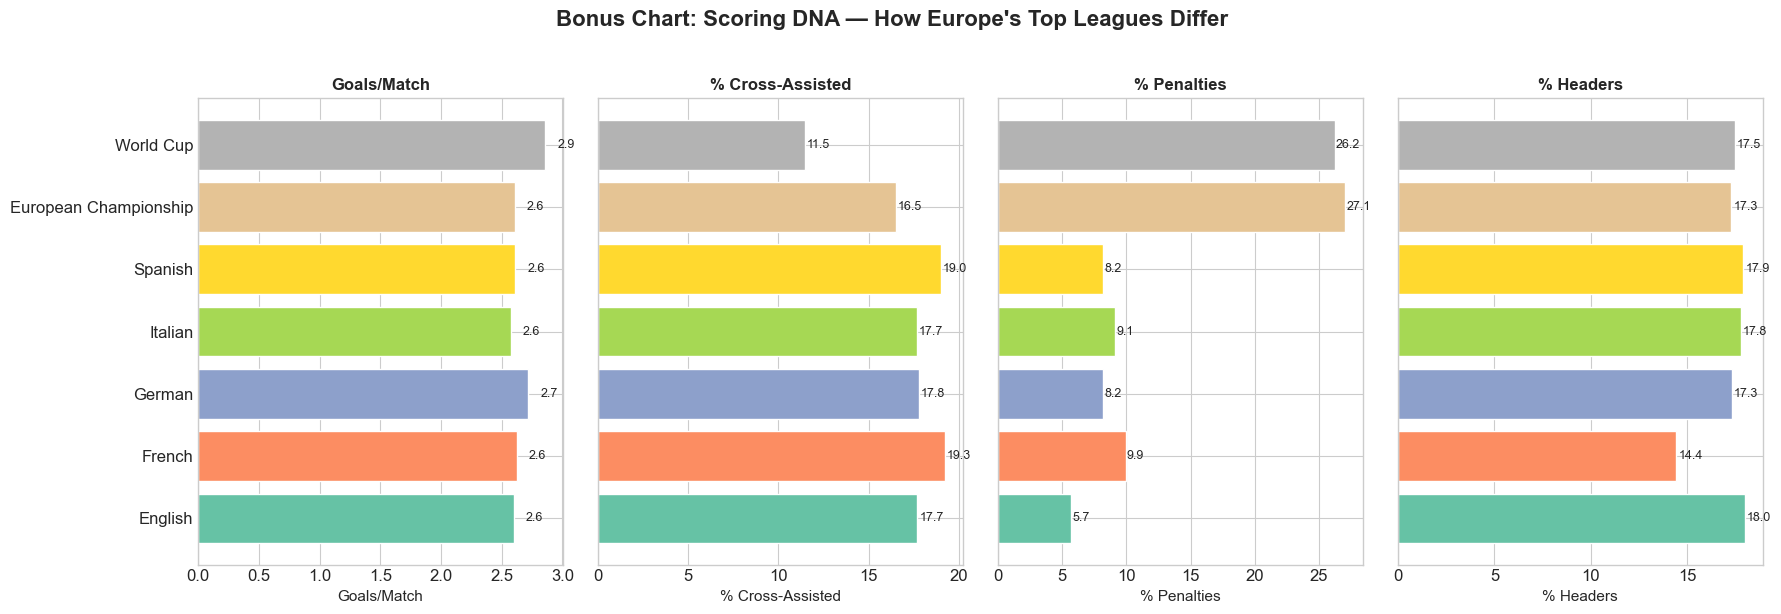 Bonus Chart: Scoring DNA — How Europe's Top Leagues Differ
Goals/Match
World Cup
European Championship
Spanish
Italian
German
French
English
2.9
2.6
2.6
2.6
2.7
2.6
2.6
0.0 0.5 1.0 1.5 2.0 2.5 3.0
Goals/Match
% Cross-Assisted
11.5
16.5
19.0
17.7
17.8
19.3
17.7
0 5 10 15 20
% Cross-Assisted
% Penalties
26.2
27.1
8.2
9.1
8.2
9.9
5.7
0 5 10 15 20 25
% Penalties
% Headers
17.5
17.3
17.9
17.8
17.3
14.4
18.0
0 5 10 15
% Headers